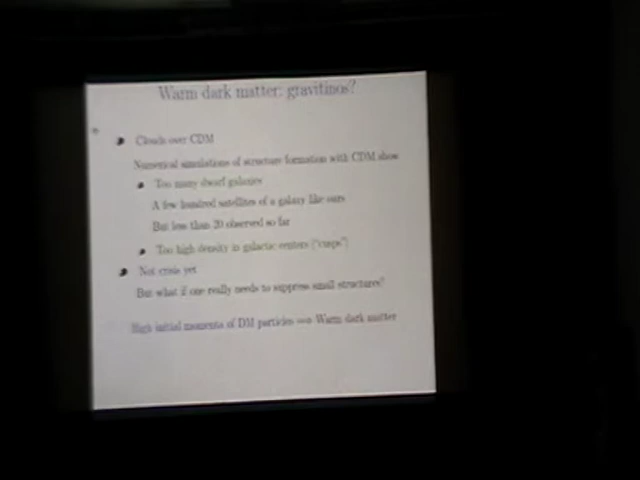 Warm dark matter: gravitinos?
Clouds over CDM
Numerical simulations of structure formation with CDM show
Too many dwarf galaxies
A few hundred satellites of a galaxy like ours
But less than 20 observed so far
Too high density in galactic centers ("cusps")
Not crisis yet
But what if one really needs to suppress small structures?
High initial momenta of DM particles ⟹ Warm dark matter